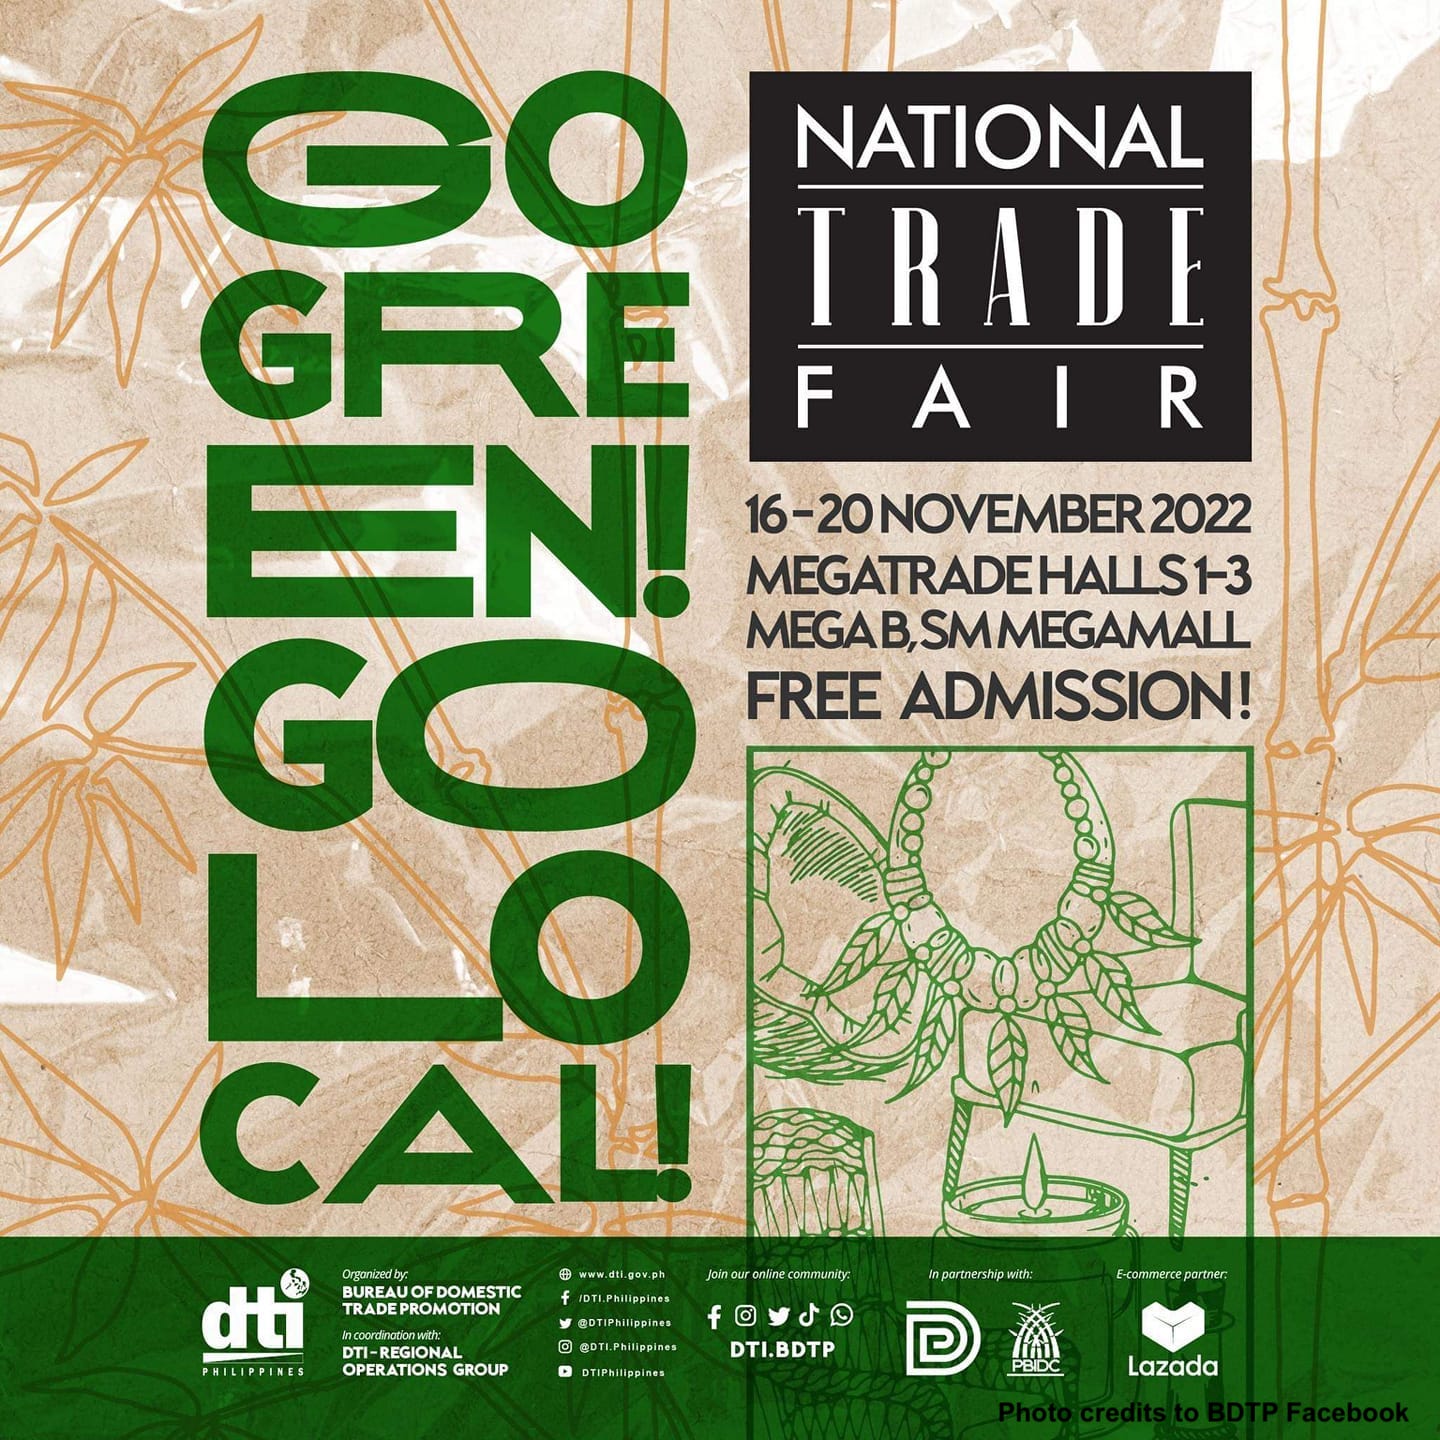 GO
GRE
EN!
GO
LO
CAL!
NATIONAL
TRADE
FAIR
16 - 20 NOVEMBER 2022
MEGATRADE HALLS 1-3
MEGA B, SM MEGAMALL
FREE ADMISSION!
dti
PHILIPPINES
Organized by:
BUREAU OF DOMESTIC
TRADE PROMOTION
In coordination with:
DTI - REGIONAL
OPERATIONS GROUP
www.dti.gov.ph
/DTI.Philippines
@DTIPhilippines
@DTI.Philippines
DTIPhilippines
Join our online community:
DTI.BDTP
In partnership with:
PBIDC
E-commerce partner:
Lazada
Photo credits to BDTP Facebook